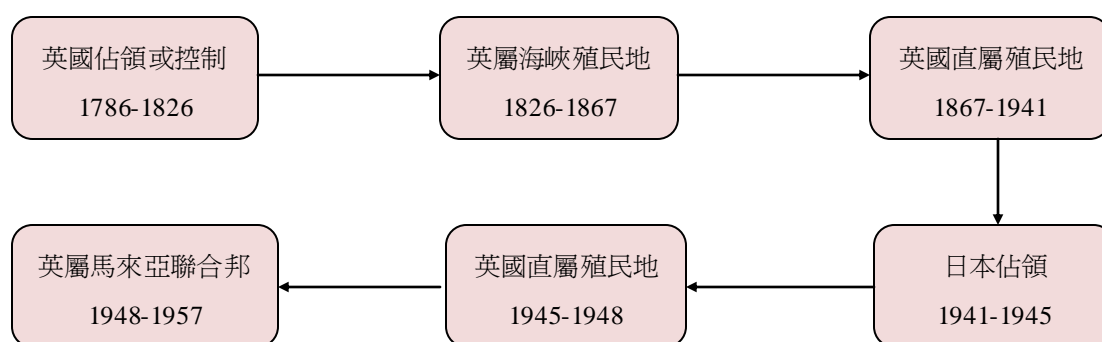 英國佔領或控制
1786-1826
英屬海峽殖民地
1826-1867
英國直屬殖民地
1867-1941
日本佔領
1941-1945
英國直屬殖民地
1945-1948
英屬馬來亞聯合邦
1948-1957